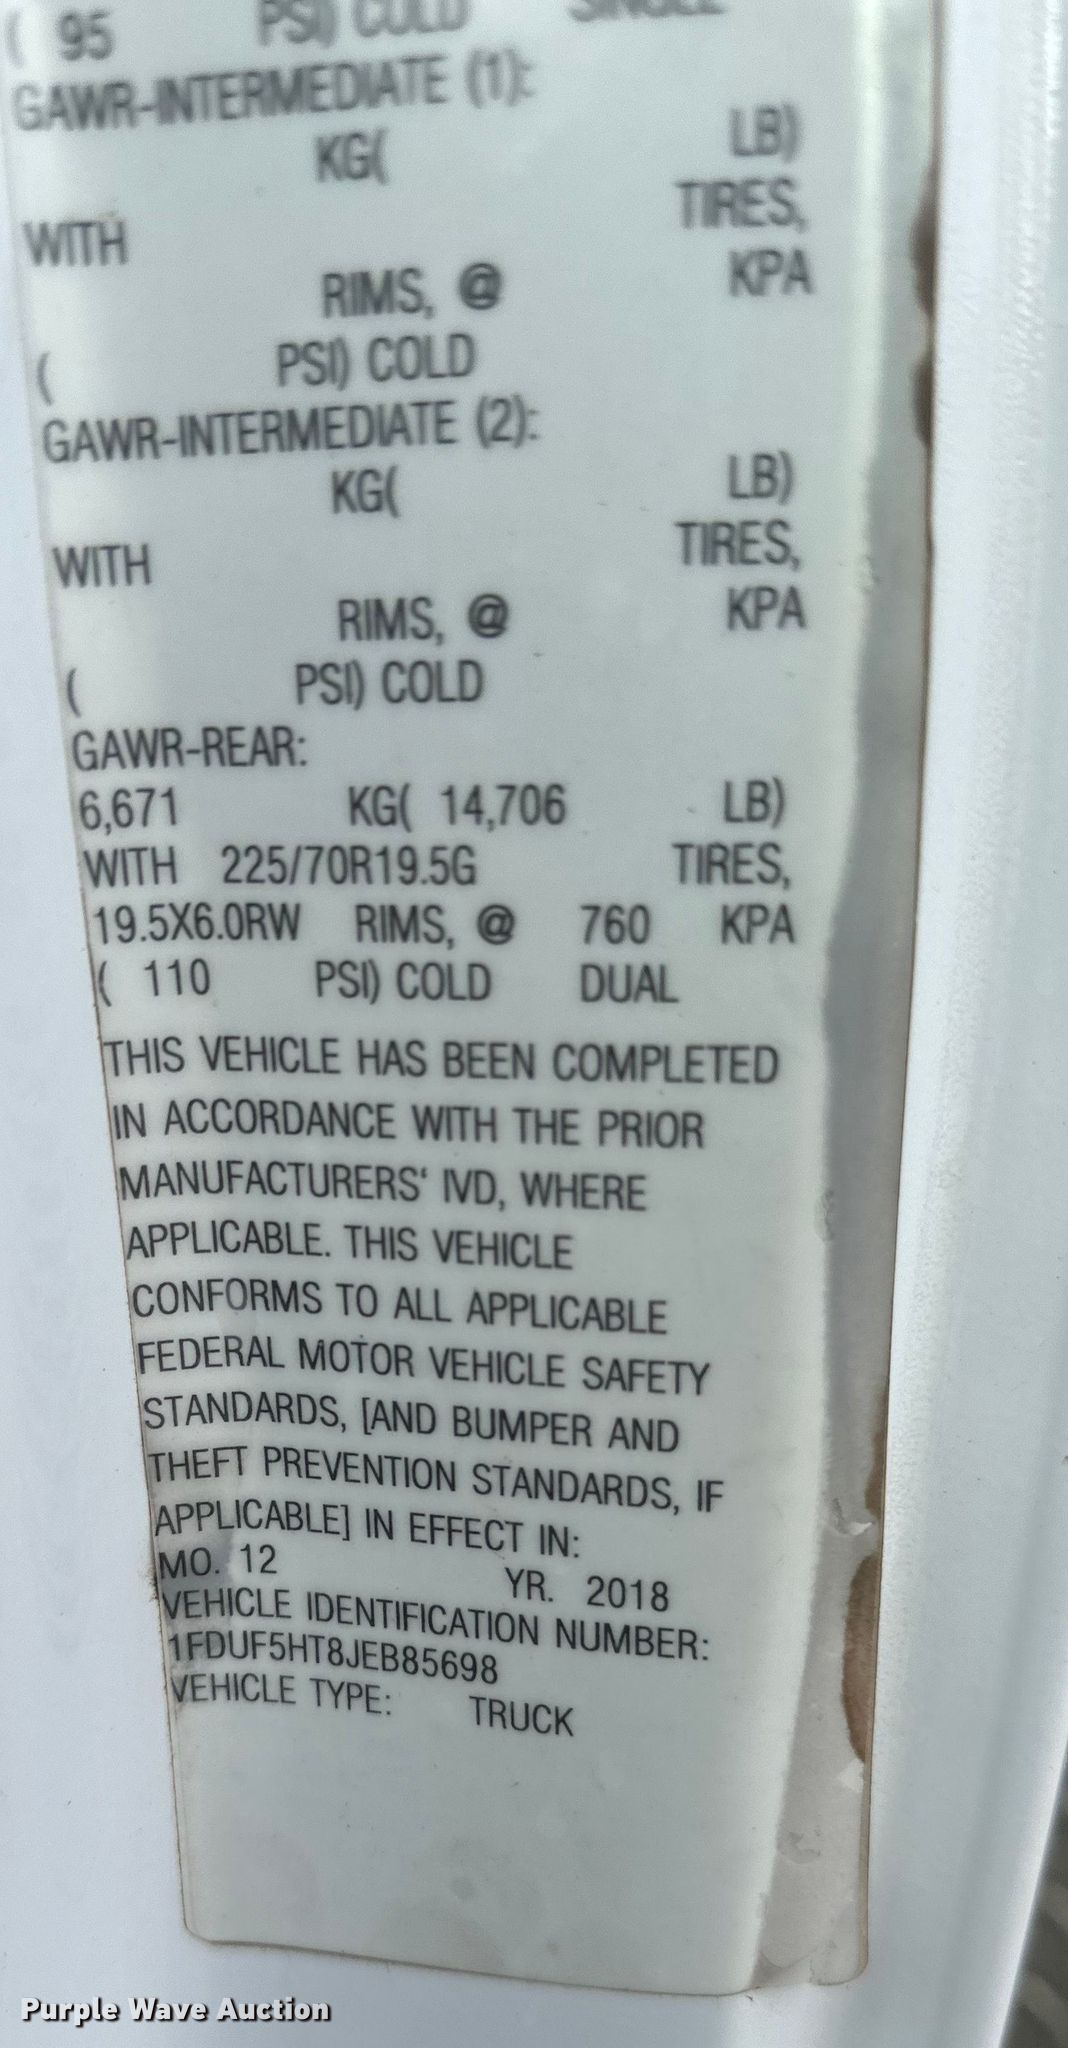 ( 95 PSI) COLD SINGLE
GAWR-INTERMEDIATE (1):
KG( LB)
WITH TIRES,
RIMS, @ KPA
( PSI) COLD
GAWR-INTERMEDIATE (2):
KG( LB)
WITH TIRES,
RIMS, @ KPA
( PSI) COLD
GAWR-REAR:
6,671 KG( 14,706 LB)
WITH 225/70R19.5G TIRES,
19.5X6.0RW RIMS, @ 760 KPA
( 110 PSI) COLD DUAL
THIS VEHICLE HAS BEEN COMPLETED
IN ACCORDANCE WITH THE PRIOR
MANUFACTURERS‘ IVD, WHERE
APPLICABLE. THIS VEHICLE
CONFORMS TO ALL APPLICABLE
FEDERAL MOTOR VEHICLE SAFETY
STANDARDS, [AND BUMPER AND
THEFT PREVENTION STANDARDS, IF
APPLICABLE] IN EFFECT IN:
MO. 12 YR. 2018
VEHICLE IDENTIFICATION NUMBER:
1FDUF5HT8JEB85698
VEHICLE TYPE: TRUCK
Purple Wave Auction